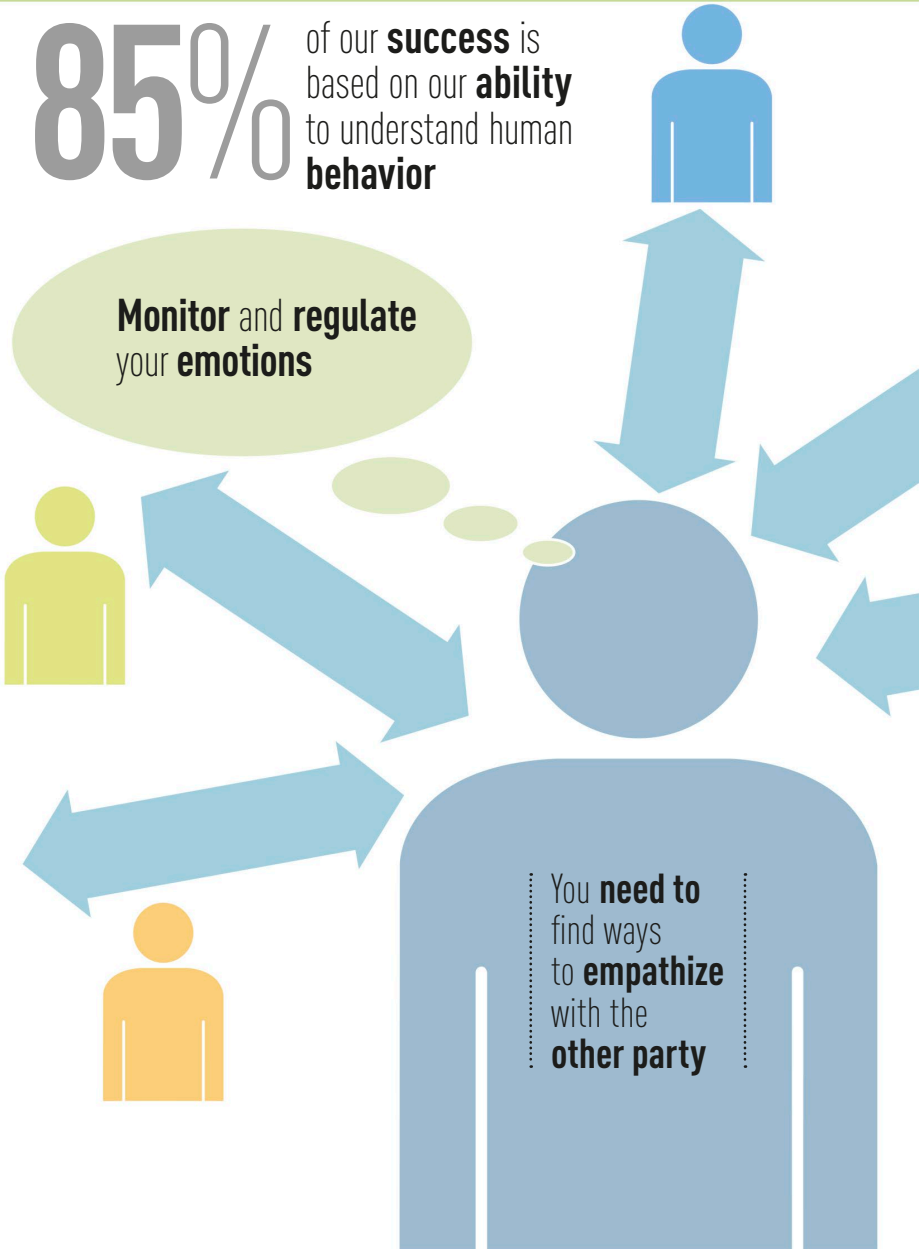 85%
of our success is
based on our ability
to understand human
behavior
Monitor and regulate
your emotions
You need to
find ways
to empathize
with the
other party